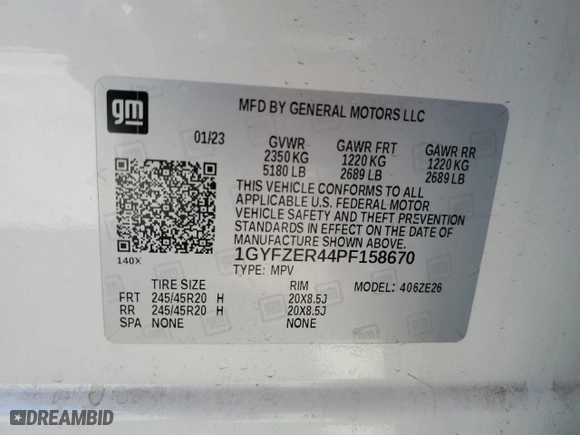 gm
MFD BY GENERAL MOTORS LLC
01/23 GVWR GAWR FRT GAWR RR
2350 KG 1220 KG 1220 KG
5180 LB 2689 LB 2689 LB
THIS VEHICLE CONFORMS TO ALL
APPLICABLE U.S. FEDERAL MOTOR
VEHICLE SAFETY AND THEFT PREVENTION
STANDARDS IN EFFECT ON THE DATE OF
MANUFACTURE SHOWN ABOVE.
140X 1GYFZER44PF158670
TYPE: MPV MODEL: 406ZE26
TIRE SIZE RIM
FRT 245/45R20 H 20X8.5J
RR 245/45R20 H 20X8.5J
SPA NONE NONE
DREAMBID